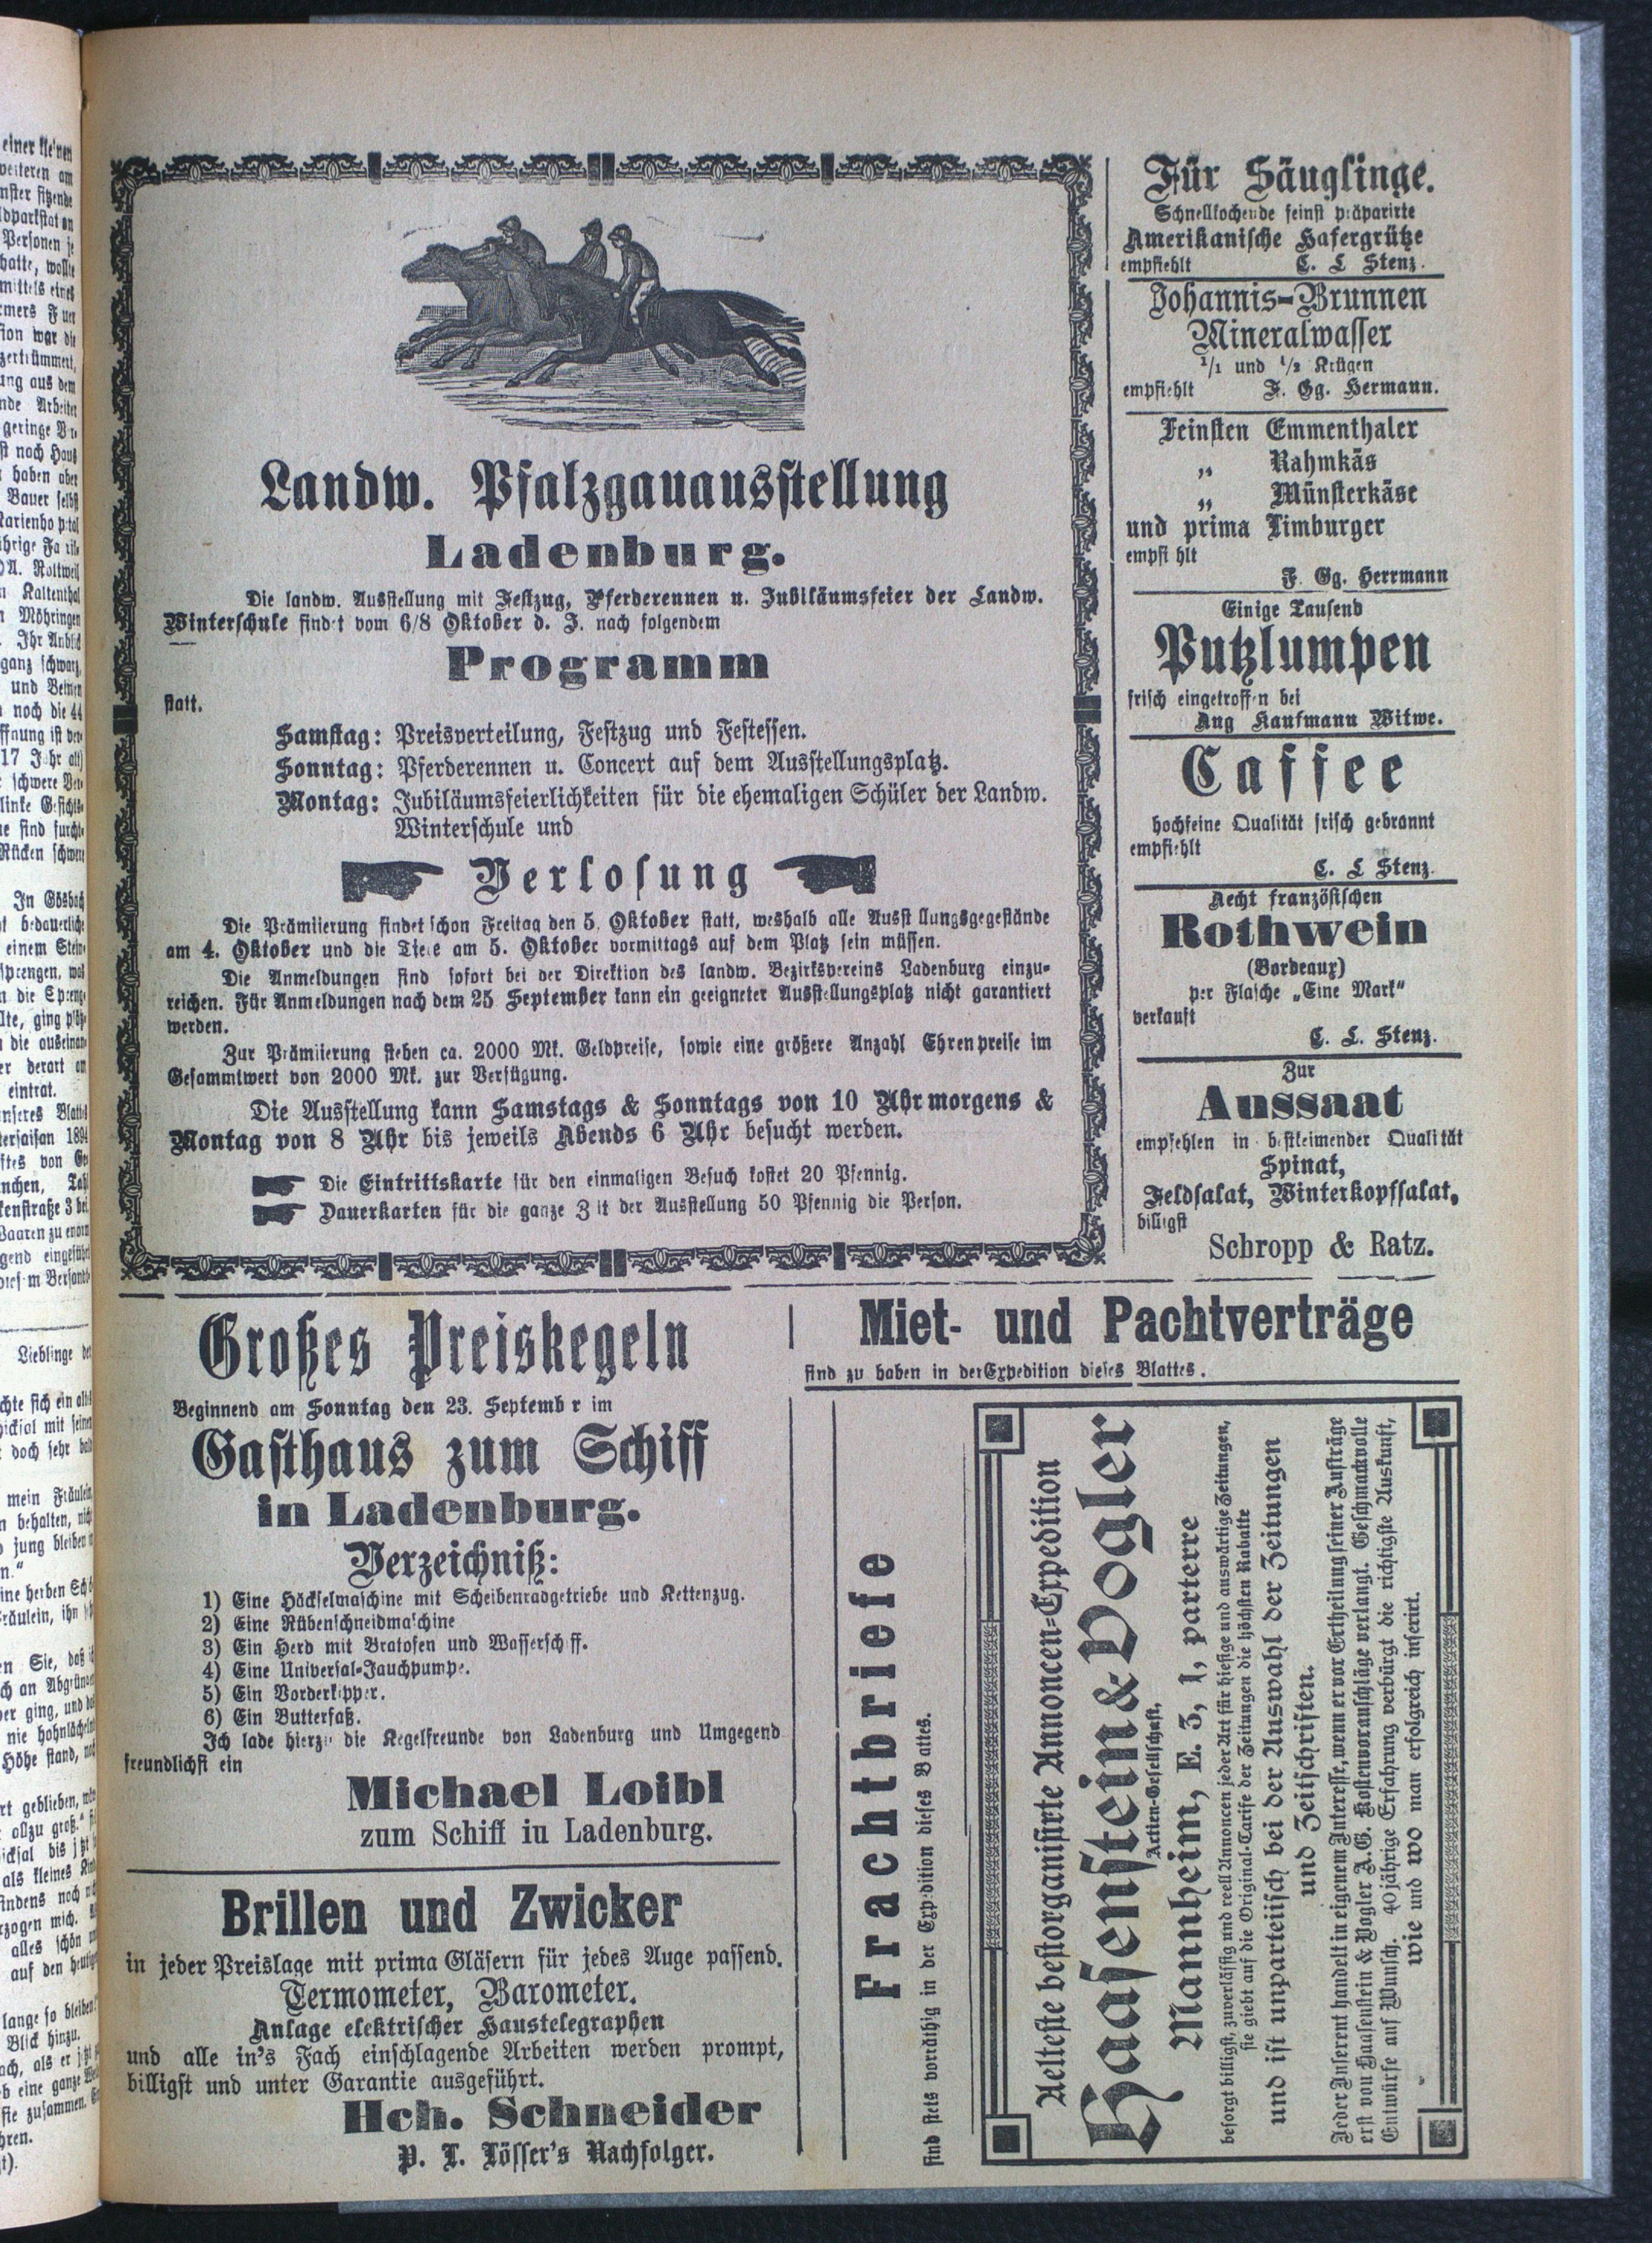 Landw. Pfalzgauausstellung
Ladenburg.
Die landw. Ausstellung mit Festzug, Pferderennen u. Jubiläumsfeier der Landw.
Winterschule findet vom 6/8 Oktober d. J. nach folgendem
Programm
statt.
Samstag: Preisverteilung, Festzug und Festessen.
Sonntag: Pferderennen u. Concert auf dem Ausstellungsplatz.
Montag: Jubiläumsfeierlichkeiten für die ehemaligen Schüler der Landw.
Winterschule und
Verlosung
Die Prämiierung findet schon Freitag den 5. Oktober statt, weshalb alle Ausst llungsgegestände
am 4. Oktober und die Tiere am 5. Oktober vormittags auf dem Platz sein müssen.
Die Anmeldungen sind sofort bei der Direktion des landw. Bezirksvereins Ladenburg einzu-
reichen. Für Anmeldungen nach dem 25 September kann ein geeigneter Ausstellungsplatz nicht garantiert
werden.
Zur Prämiierung stehen ca. 2000 Mk. Geldpreise, sowie eine größere Anzahl Ehrenpreise im
Gesammtwert von 2000 Mk. zur Verfügung.
Die Ausstellung kann Samstags & Sonntags von 10 Uhr morgens &
Montag von 8 Uhr bis jeweils Abends 6 Uhr besucht werden.
Die Eintrittskarte für den einmaligen Besuch kostet 20 Pfennig.
Dauerkarten für die ganze Z it der Ausstellung 50 Pfennig die Person.
Für Säuglinge.
Schnellkochende feinst präparirte
Amerikanische Hafergrütze
empfiehlt C. L Stenz.
Johannis-Brunnen
Mineralwasser
1/1 und 1/2 Krügen
empfiehlt F. Gg. Hermann.
Feinsten Emmenthaler
„ Rahmkäs
„ Münsterkäse
und prima Limburger
empfi hlt
F. Gg. Herrmann
Einige Tausend
Putzlumpen
frisch eingetroffen bei
Aug Kaufmann Witwe.
Caffee
hochfeine Qualität frisch gebrannt
empfiehlt
C. L Stenz.
Aecht französischen
Rothwein
(Bordeaux)
per Flasche „Eine Mark"
verkauft
C. L. Stenz.
Zur
Aussaat
empfehlen in bestkeimender Qualität
Spinat,
Feldsalat, Winterkopfsalat,
billigst
Schropp & Ratz.
Großes Preiskegeln
Beginnend am Sonntag den 23. Septemb r im
Gasthaus zum Schiff
in Ladenburg.
Verzeichniß:
1) Eine Häckselmaschine mit Scheibenradgetriebe und Kettenzug.
2) Eine Rübenschneidmaschine
3) Ein Herd mit Bratofen und Wasserschiff.
4) Eine Universal-Jauchpumpe.
5) Ein Vorderkipper.
6) Ein Butterfaß.
Ich lade hierzu die Kegelfreunde von Ladenburg und Umgegend
freundlichst ein
Michael Loibl
zum Schiff iu Ladenburg.
Brillen und Zwicker
in jeder Preislage mit prima Gläsern für jedes Auge passend.
Termometer, Barometer.
Anlage elektrischer Haustelegraphen
und alle in's Fach einschlagende Arbeiten werden prompt,
billigst und unter Garantie ausgeführt.
Hch. Schneider
P. L. Lösser's Nachfolger.
Miet- und Pachtverträge
sind zu haben in der Expedition dieses Blattes.
Frachtbriefe
sind stets vorräthig in der Expedition dieses Battes.
Aelteste bestorganisirte Annoncen-Expedition
Haasenstein & Vogler
Actien-Gesellschaft,
Mannheim, E. 3, 1, parterre
besorgt billigst, zuverlässig und reell Annoncen jeder Art für hiesige und auswärtige Zeitungen,
sie giebt auf die Original-Tarife der Zeitungen die höchsten Rabatte
und ist unparteiisch bei der Auswahl der Zeitungen
und Zeitschriften.
Jeder Inserent handelt in eigenem Interesse, wenn er vor Ertheilung seiner Aufträge
erst von Haasenstein & Vogler A.G. Kostenvoranschläge verlangt. Geschmackvolle
Entwürfe auf Wunsch. 40jährige Erfahrung verbürgt die richtigste Auskunft,
wie und wo man erfolgreich inserirt.